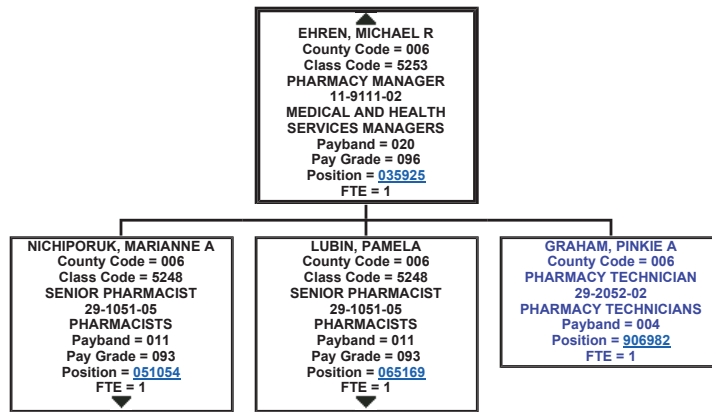 EHREN, MICHAEL R
County Code = 006
Class Code = 5253
PHARMACY MANAGER
11-9111-02
MEDICAL AND HEALTH
SERVICES MANAGERS
Payband = 020
Pay Grade = 096
Position = 035925
FTE = 1
NICHIPORUK, MARIANNE A
County Code = 006
Class Code = 5248
SENIOR PHARMACIST
29-1051-05
PHARMACISTS
Payband = 011
Pay Grade = 093
Position = 051054
FTE = 1
LUBIN, PAMELA
County Code = 006
Class Code = 5248
SENIOR PHARMACIST
29-1051-05
PHARMACISTS
Payband = 011
Pay Grade = 093
Position = 065169
FTE = 1
GRAHAM, PINKIE A
County Code = 006
PHARMACY TECHNICIAN
29-2052-02
PHARMACY TECHNICIANS
Payband = 004
Position = 906982
FTE = 1